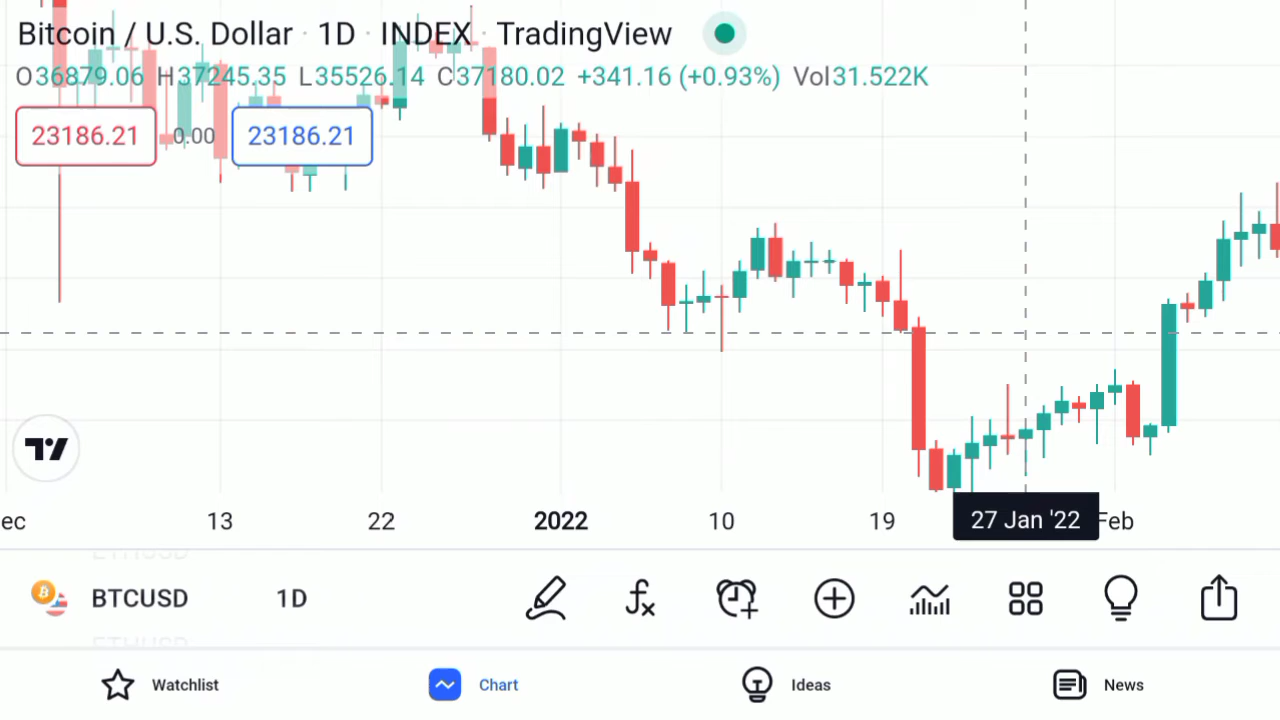 Bitcoin / U.S. Dollar · 1D · INDEX · TradingView
O36879.06 H37245.35 L35526.14 C37180.02 +341.16 (+0.93%) Vol31.522K
23186.21 0.00 23186.21
ec 13 22 2022 10 19 27 Jan '22 Feb
ETHUSD
BTCUSD 1D
ETHUSD
Watchlist Chart Ideas News